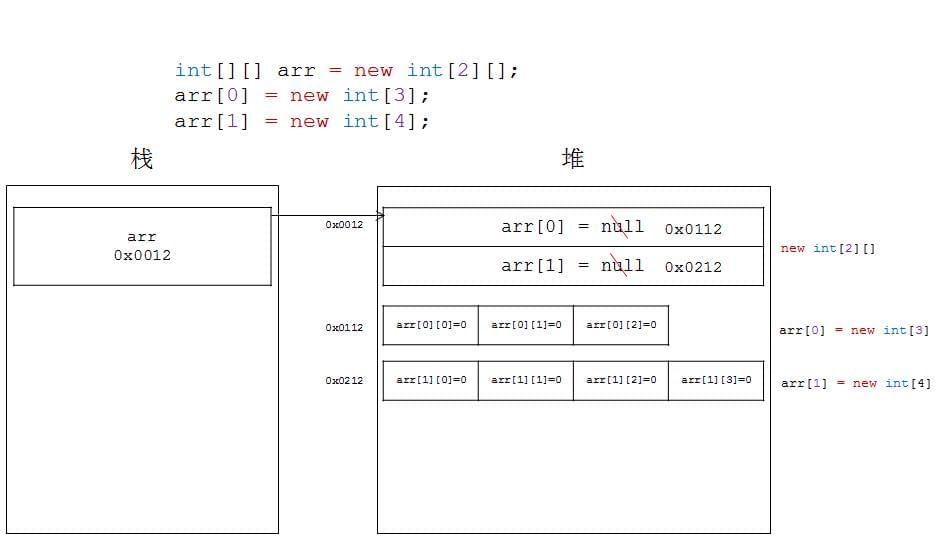 int[][] arr = new int[2][];
arr[0] = new int[3];
arr[1] = new int[4];
栈
堆
arr
0x0012
0x0012
arr[0] = null 0x0112
arr[1] = null 0x0212
new int[2][]
0x0112
arr[0][0]=0 arr[0][1]=0 arr[0][2]=0
arr[0] = new int[3]
0x0212
arr[1][0]=0 arr[1][1]=0 arr[1][2]=0 arr[1][3]=0
arr[1] = new int[4]